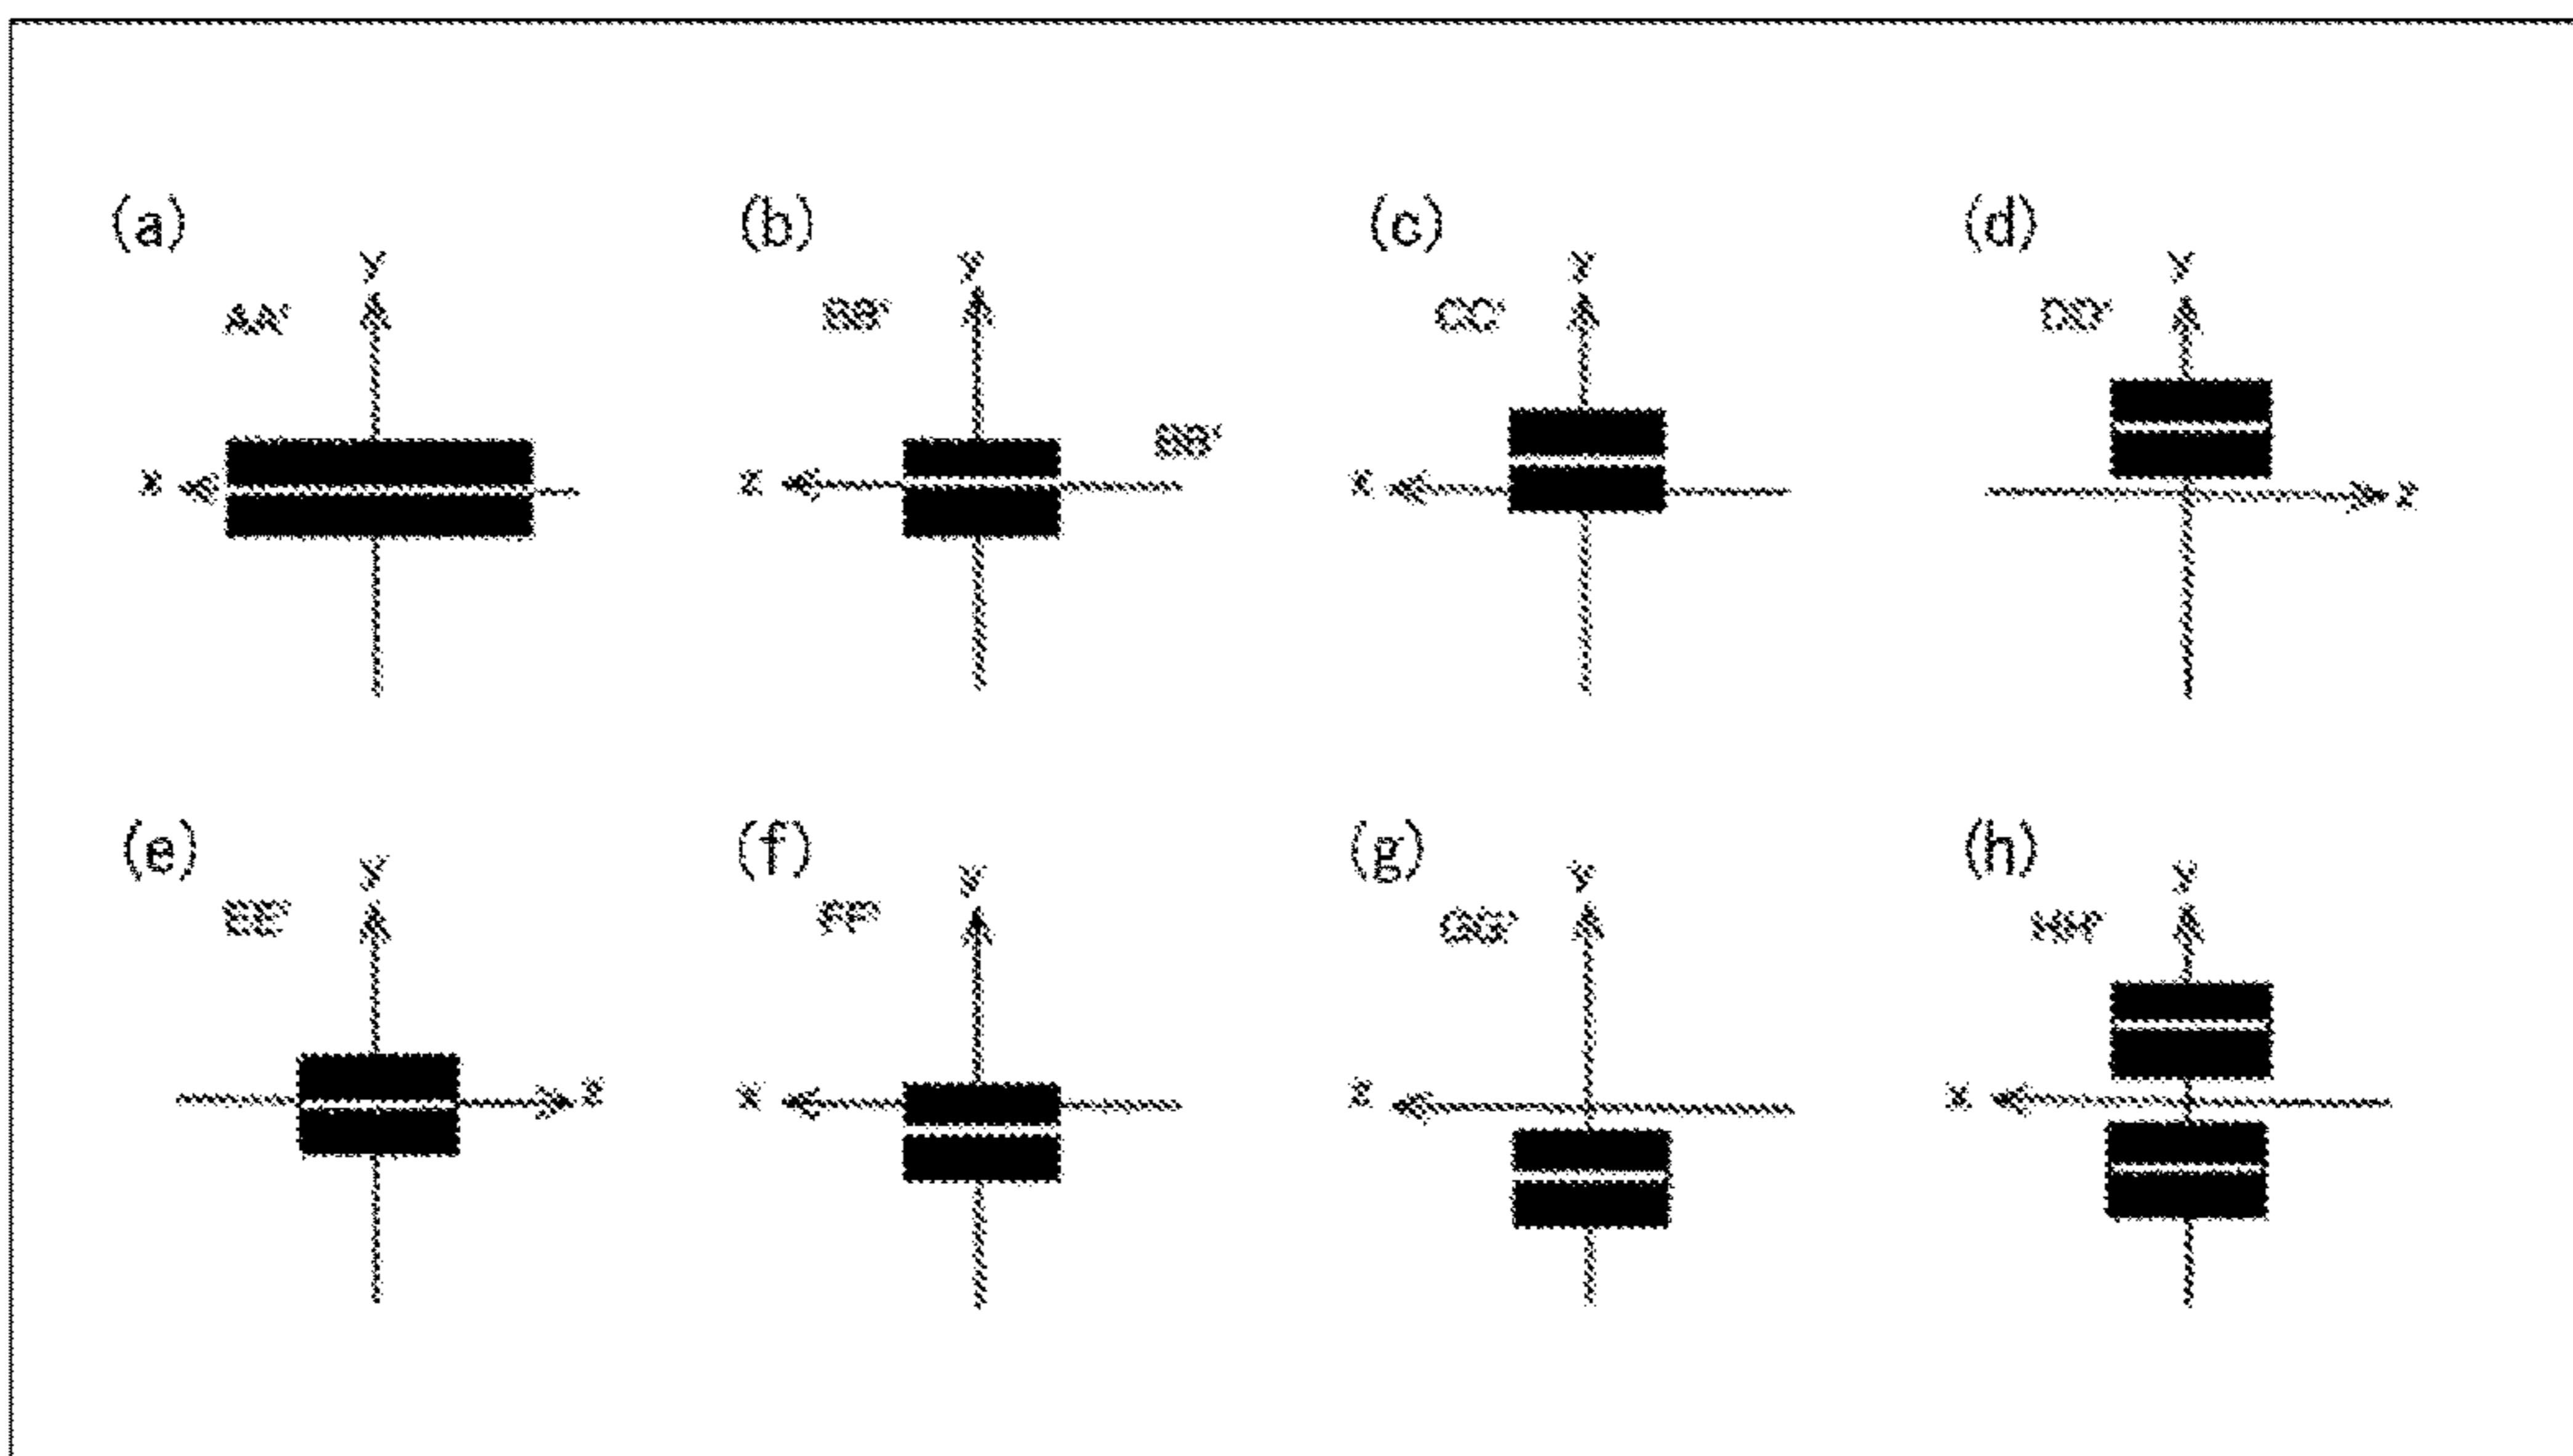 (a) (b) (c) (d)
Y Y Y Y
AA' BB' CC' DD'
BB'
x z x z
(e) (f) (g) (h)
Y Y Y Y
EE' FF' GG' HH'
z x z x